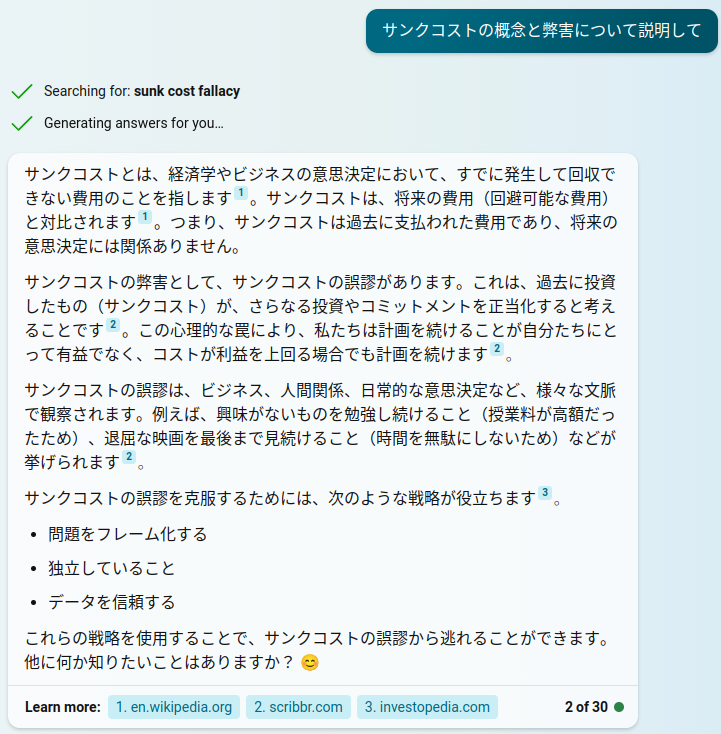 サンクコストの概念と弊害について説明して
Searching for: sunk cost fallacy
Generating answers for you…
サンクコストとは、経済学やビジネスの意思決定において、すでに発生して回収で
きない費用のことを指します 1 。サンクコストは、将来の費用（回避可能な費用）
と対比されます 1 。つまり、サンクコストは過去に支払われた費用であり、将来の
意思決定には関係ありません。
サンクコストの弊害として、サンクコストの誤謬があります。これは、過去に投資
したもの（サンクコスト）が、さらなる投資やコミットメントを正当化すると考え
ることです 2 。この心理的な罠により、私たちは計画を続けることが自分たちにと
って有益でなく、コストが利益を上回る場合でも計画を続けます 2 。
サンクコストの誤謬は、ビジネス、人間関係、日常的な意思決定など、様々な文脈
で観察されます。例えば、興味がないものを勉強し続けること（授業料が高額だっ
たため）、退屈な映画を最後まで見続けること（時間を無駄にしないため）などが
挙げられます 2 。
サンクコストの誤謬を克服するためには、次のような戦略が役立ちます 3 。
• 問題をフレーム化する
• 独立していること
• データを信頼する
これらの戦略を使用することで、サンクコストの誤謬から逃れることができます。
他に何か知りたいことはありますか？ 😊
Learn more: 1. en.wikipedia.org 2. scribbr.com 3. investopedia.com 2 of 30